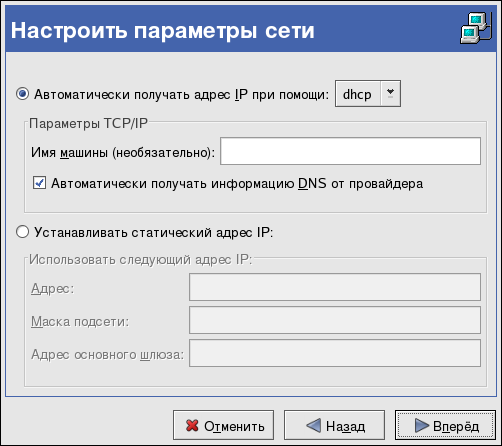 Настроить параметры сети
Автоматически получать адрес IP при помощи: dhcp
Параметры TCP/IP
Имя машины (необязательно):
Автоматически получать информацию DNS от провайдера
Устанавливать статический адрес IP:
Использовать следующий адрес IP:
Адрес:
Маска подсети:
Адрес основного шлюза:
Отменить Назад Вперёд